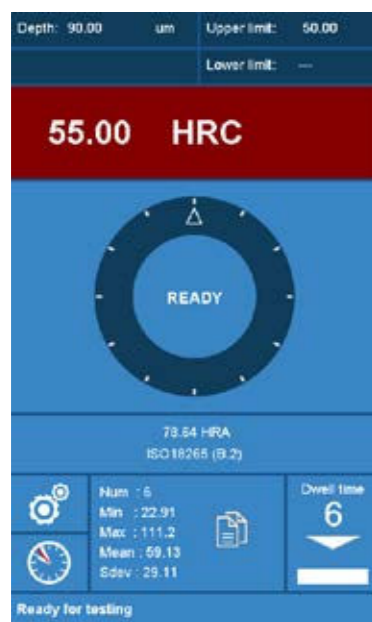 Depth: 90.00 um Upper limit: 50.00
Lower limit: ---
55.00 HRC
READY
78.64 HRA
ISO18265 (B.2)
Num : 6
Min : 22.91
Max : 111.2
Mean : 59.13
Sdev : 29.11
Dwell time
6
Ready for testing